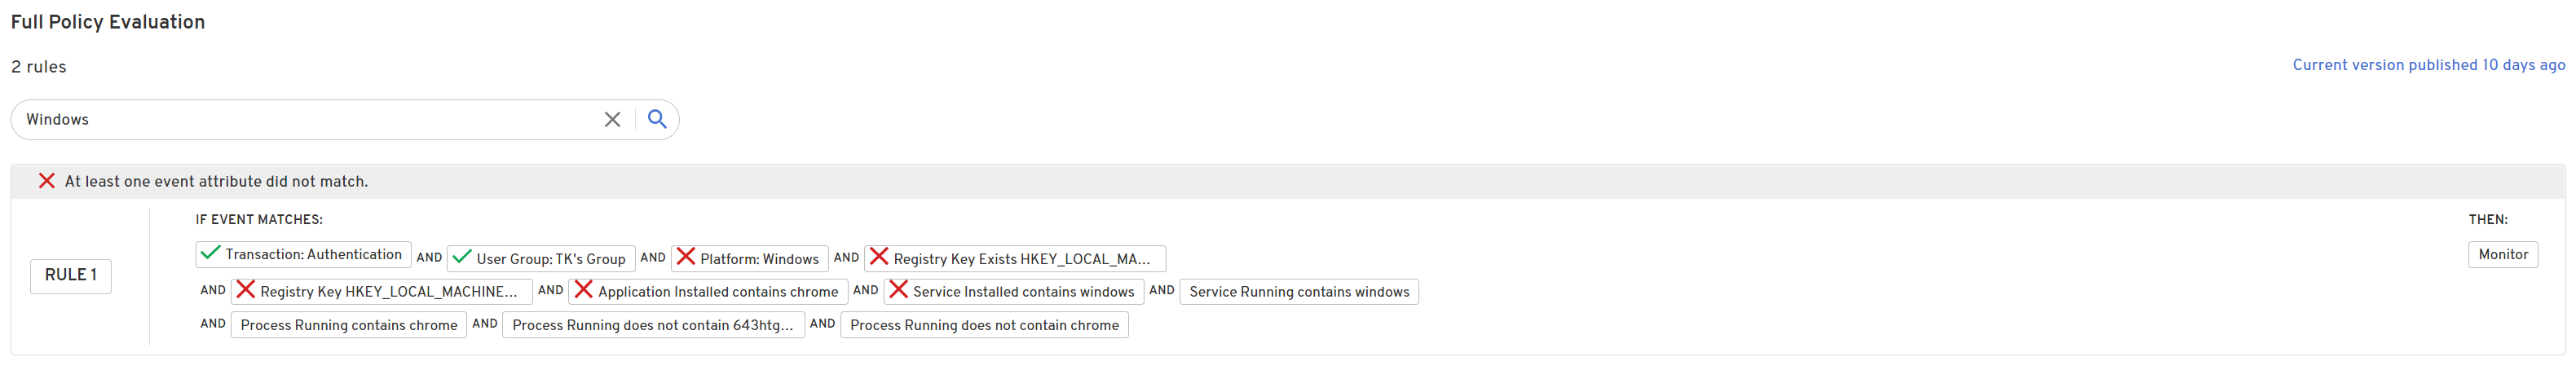 Full Policy Evaluation
2 rules
Current version published 10 days ago
Windows
At least one event attribute did not match.
RULE 1
IF EVENT MATCHES:
Transaction: Authentication AND User Group: TK's Group AND Platform: Windows AND Registry Key Exists HKEY_LOCAL_MA...
AND Registry Key HKEY_LOCAL_MACHINE... AND Application Installed contains chrome AND Service Installed contains windows AND Service Running contains windows
AND Process Running contains chrome AND Process Running does not contain 643htg... AND Process Running does not contain chrome
THEN:
Monitor